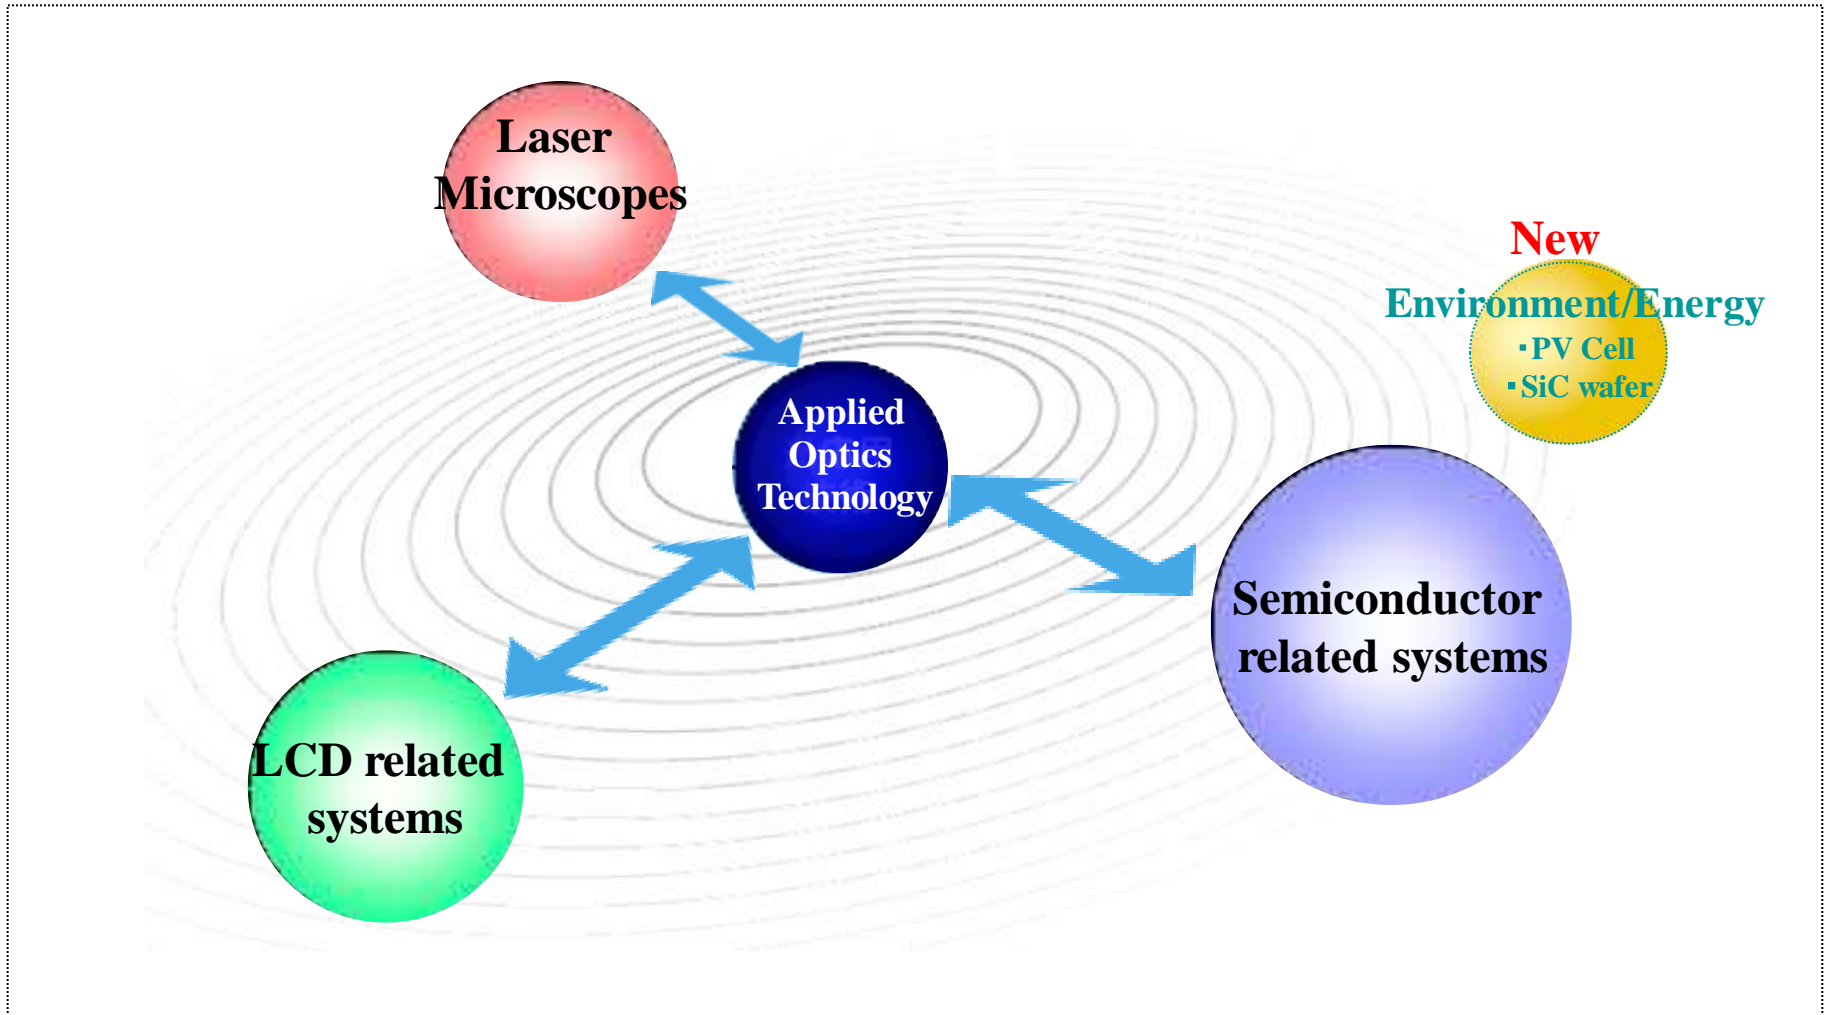 Laser
Microscopes
New
Environment/Energy
▪PV Cell
▪SiC wafer
Applied
Optics
Technology
Semiconductor
related systems
LCD related
systems